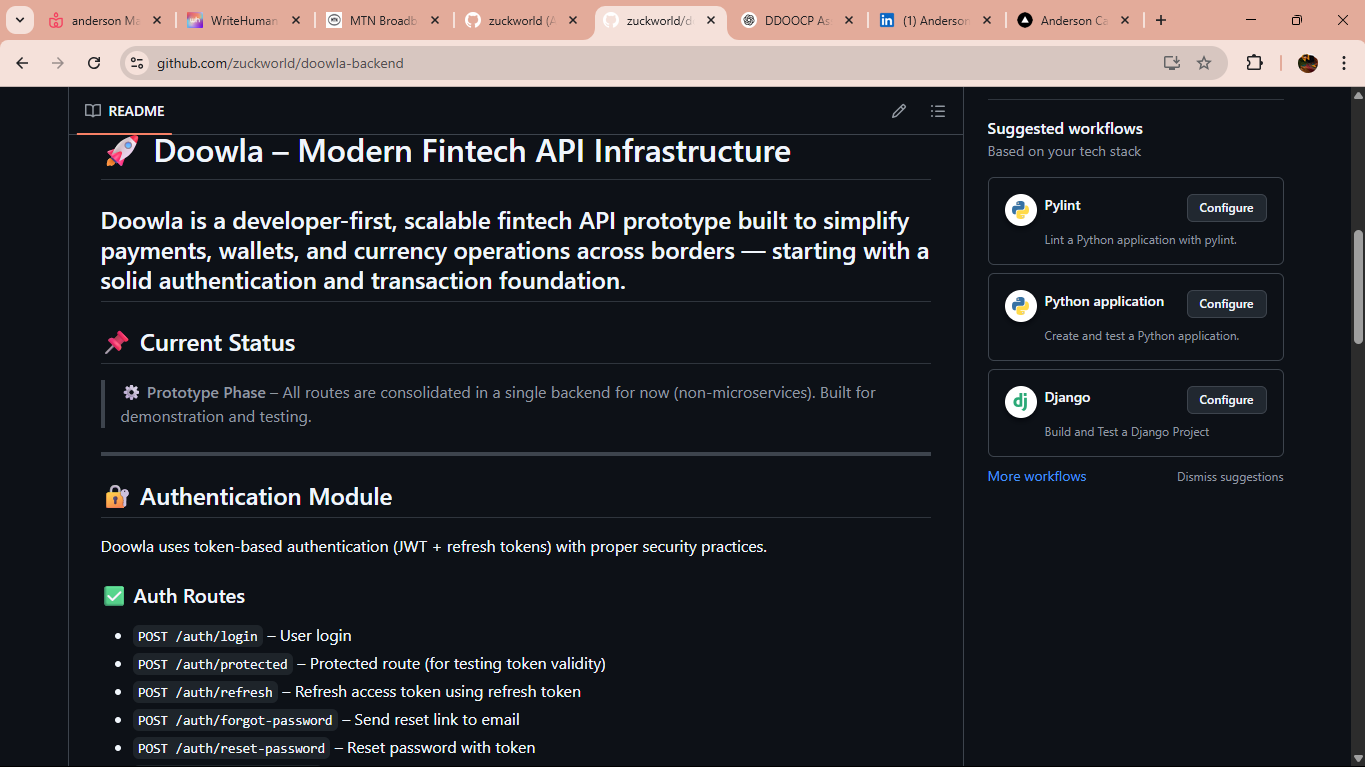 anderson Ma
WriteHuman
MTN Broadb
zuckworld (A
zuckworld/d
DDOOCP As
(1) Anderson
Anderson Ca
github.com/zuckworld/doowla-backend
README
🚀 Doowla – Modern Fintech API Infrastructure
Doowla is a developer-first, scalable fintech API prototype built to simplify
payments, wallets, and currency operations across borders — starting with a
solid authentication and transaction foundation.
📌 Current Status
⚙️ Prototype Phase – All routes are consolidated in a single backend for now (non-microservices). Built for
demonstration and testing.
🔐 Authentication Module
Doowla uses token-based authentication (JWT + refresh tokens) with proper security practices.
✅ Auth Routes
• POST /auth/login – User login
• POST /auth/protected – Protected route (for testing token validity)
• POST /auth/refresh – Refresh access token using refresh token
• POST /auth/forgot-password – Send reset link to email
• POST /auth/reset-password – Reset password with token
Suggested workflows
Based on your tech stack
Pylint
Configure
Lint a Python application with pylint.
Python application
Configure
Create and test a Python application.
dj
Django
Configure
Build and Test a Django Project
More workflows
Dismiss suggestions